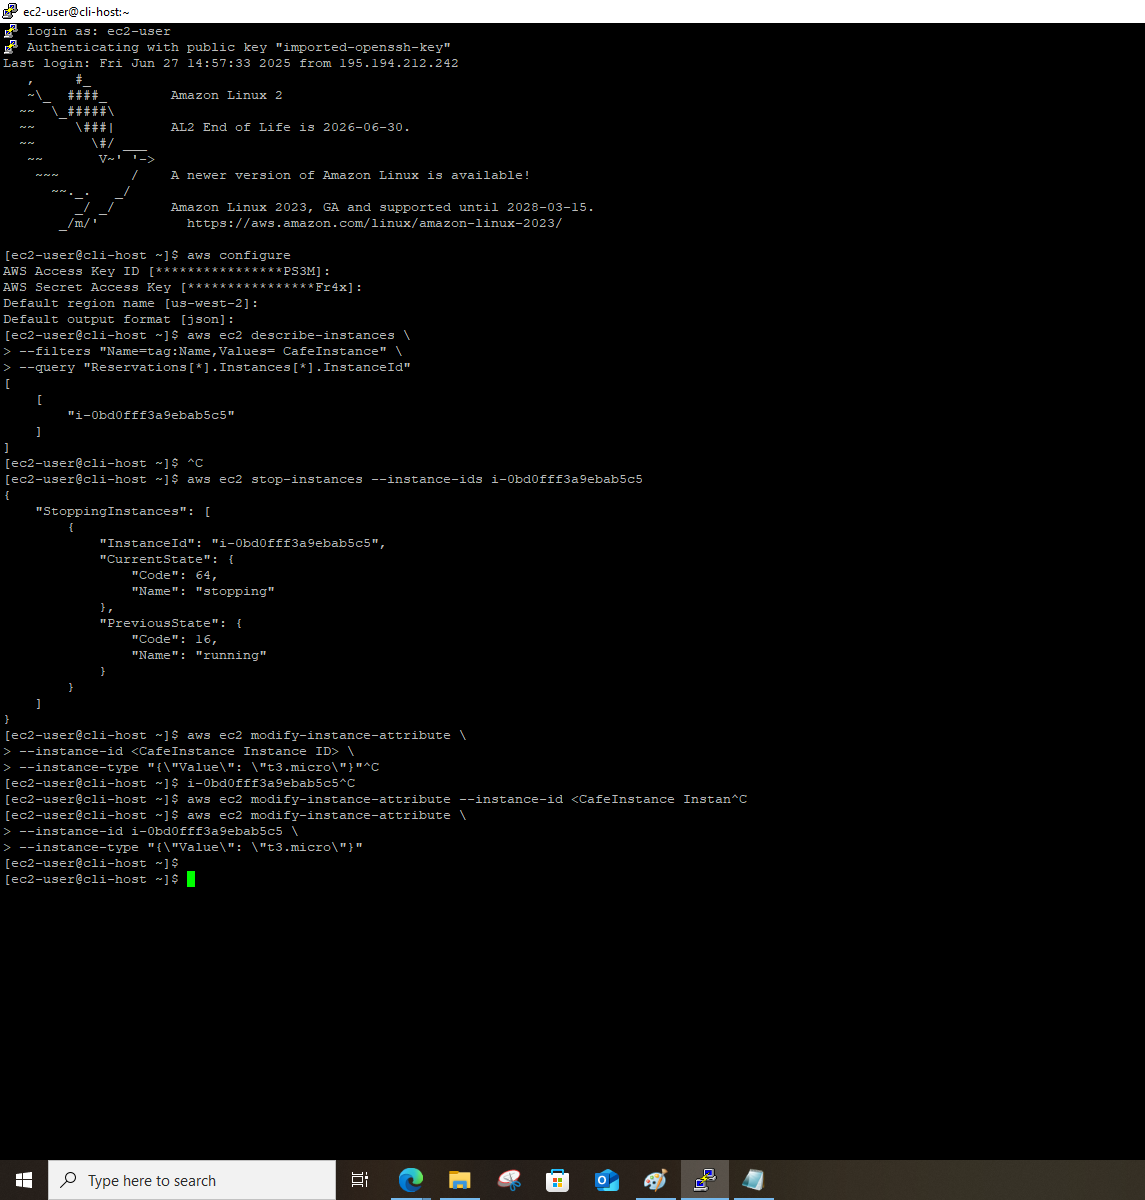 ec2-user@cli-host:~
login as: ec2-user
Authenticating with public key "imported-openssh-key"
Last login: Fri Jun 27 14:57:33 2025 from 195.194.212.242
   ,     #_
   ~\_  ####_        Amazon Linux 2
  ~~  \_#####\
  ~~     \###|       AL2 End of Life is 2026-06-30.
  ~~       \#/ ___
   ~~       V~' '->
    ~~~         /    A newer version of Amazon Linux is available!
      ~~._.   _/
         _/ _/       Amazon Linux 2023, GA and supported until 2028-03-15.
       _/m/'           https://aws.amazon.com/linux/amazon-linux-2023/
[ec2-user@cli-host ~]$ aws configure
AWS Access Key ID [****************PS3M]:
AWS Secret Access Key [****************Fr4x]:
Default region name [us-west-2]:
Default output format [json]:
[ec2-user@cli-host ~]$ aws ec2 describe-instances \
> --filters "Name=tag:Name,Values= CafeInstance" \
> --query "Reservations[*].Instances[*].InstanceId"
[
    [
        "i-0bd0fff3a9ebab5c5"
    ]
]
[ec2-user@cli-host ~]$ ^C
[ec2-user@cli-host ~]$ aws ec2 stop-instances --instance-ids i-0bd0fff3a9ebab5c5
{
    "StoppingInstances": [
        {
            "InstanceId": "i-0bd0fff3a9ebab5c5",
            "CurrentState": {
                "Code": 64,
                "Name": "stopping"
            },
            "PreviousState": {
                "Code": 16,
                "Name": "running"
            }
        }
    ]
}
[ec2-user@cli-host ~]$ aws ec2 modify-instance-attribute \
> --instance-id <CafeInstance Instance ID> \
> --instance-type "{\"Value\": \"t3.micro\"}"^C
[ec2-user@cli-host ~]$ i-0bd0fff3a9ebab5c5^C
[ec2-user@cli-host ~]$ aws ec2 modify-instance-attribute --instance-id <CafeInstance Instan^C
[ec2-user@cli-host ~]$ aws ec2 modify-instance-attribute \
> --instance-id i-0bd0fff3a9ebab5c5 \
> --instance-type "{\"Value\": \"t3.micro\"}"
[ec2-user@cli-host ~]$
[ec2-user@cli-host ~]$
Type here to search